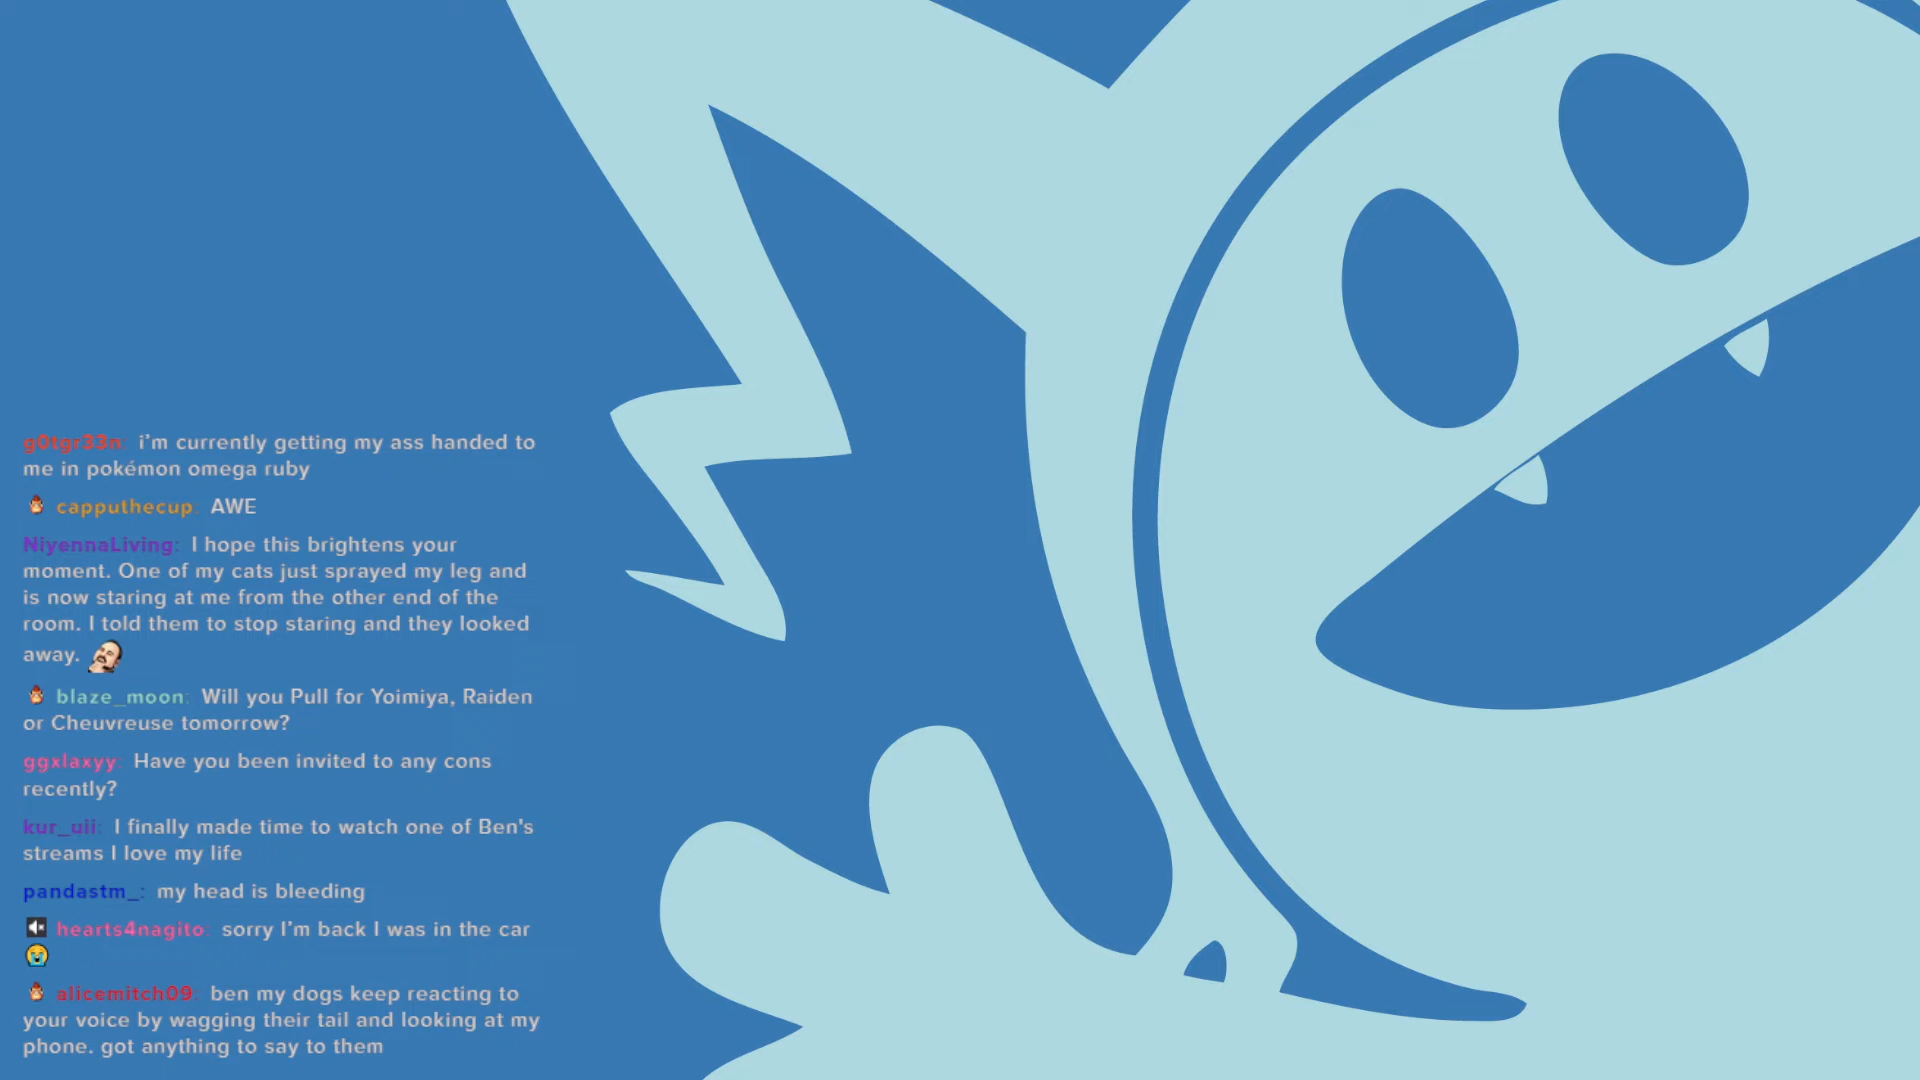 g0tgr33n: i'm currently getting my ass handed to
me in pokémon omega ruby
capputhecup: AWE
NiyennaLiving: I hope this brightens your
moment. One of my cats just sprayed my leg and
is now staring at me from the other end of the
room. I told them to stop staring and they looked
away.
blaze_moon: Will you Pull for Yoimiya, Raiden
or Cheuvreuse tomorrow?
ggxlaxyy: Have you been invited to any cons
recently?
kur_uii: I finally made time to watch one of Ben's
streams I love my life
pandastm_: my head is bleeding
hearts4nagito: sorry I'm back I was in the car
😭
alicemitch09: ben my dogs keep reacting to
your voice by wagging their tail and looking at my
phone. got anything to say to them